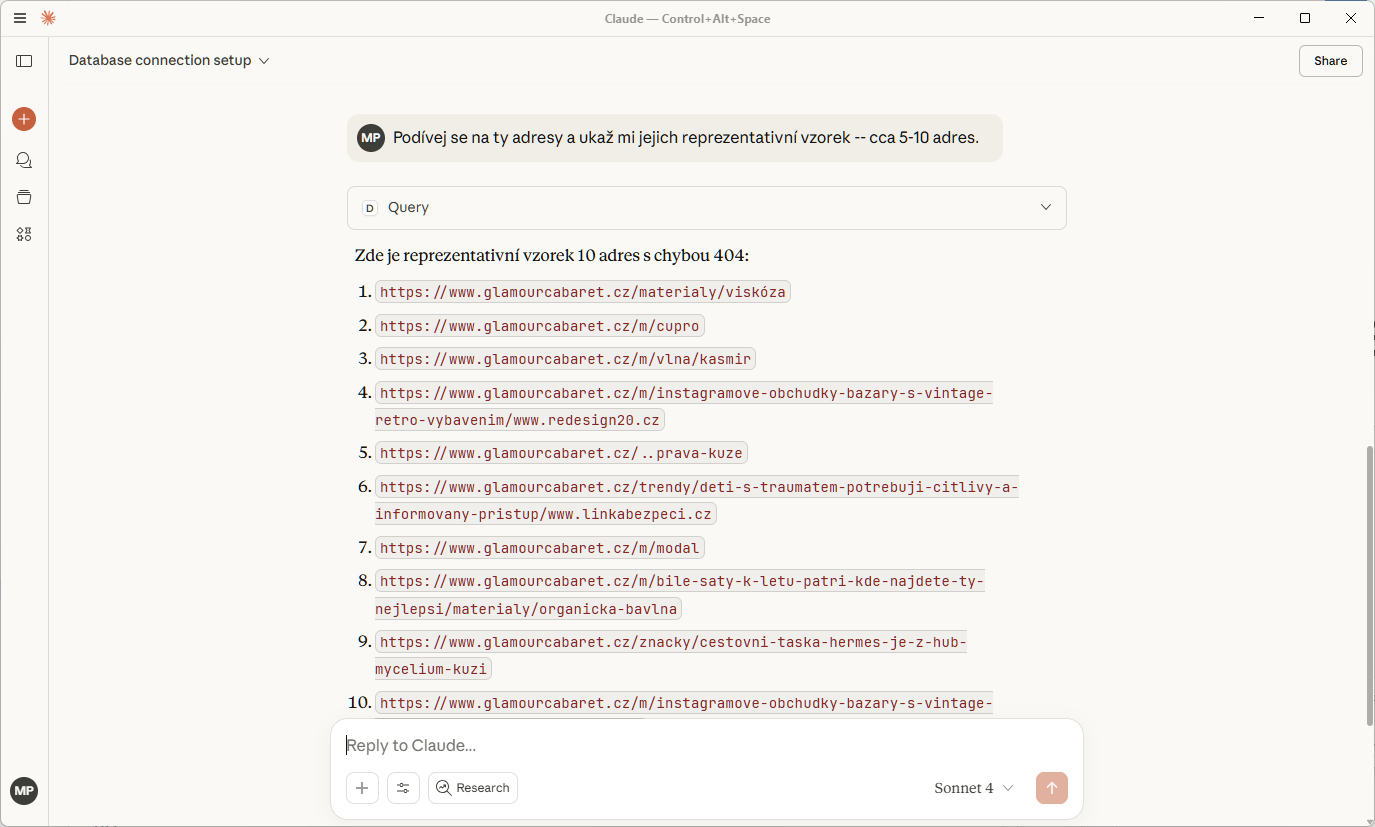 Claude — Control+Alt+Space
Database connection setup
Share
MP
Podívej se na ty adresy a ukaž mi jejich reprezentativní vzorek -- cca 5-10 adres.
D Query
Zde je reprezentativní vzorek 10 adres s chybou 404:
1. https://www.glamourcabaret.cz/materialy/viskóza
2. https://www.glamourcabaret.cz/m/cupro
3. https://www.glamourcabaret.cz/m/vlna/kasmir
4. https://www.glamourcabaret.cz/m/instagramove-obchudky-bazary-s-vintage-
retro-vybavenim/www.redesign20.cz
5. https://www.glamourcabaret.cz/..prava-kuze
6. https://www.glamourcabaret.cz/trendy/deti-s-traumatem-potrebuji-citlivy-a-
informovany-pristup/www.linkabezpeci.cz
7. https://www.glamourcabaret.cz/m/modal
8. https://www.glamourcabaret.cz/m/bile-saty-k-letu-patri-kde-najdete-ty-
nejlepsi/materialy/organicka-bavlna
9. https://www.glamourcabaret.cz/znacky/cestovni-taska-hermes-je-z-hub-
mycelium-kuzi
10. https://www.glamourcabaret.cz/m/instagramove-obchudky-bazary-s-vintage-
Reply to Claude...
Research
Sonnet 4
MP